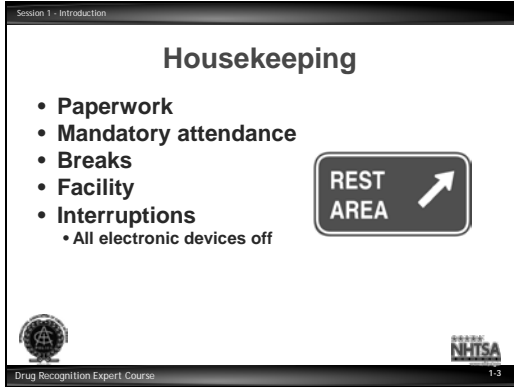 Session 1 - Introduction
Housekeeping
• Paperwork
• Mandatory attendance
• Breaks
• Facility
• Interruptions
• All electronic devices off
REST
AREA
NHTSA
Drug Recognition Expert Course
1-3